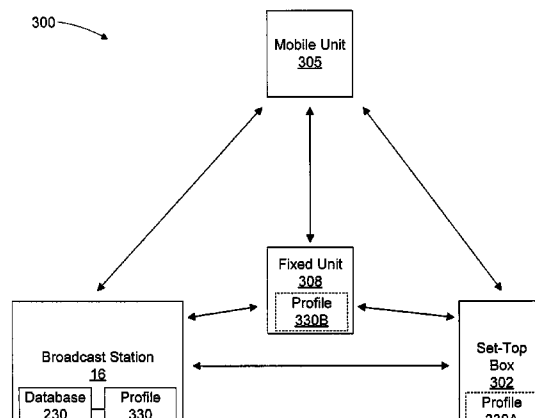 300
Mobile Unit
305
Fixed Unit
308
Profile
330B
Broadcast Station
16
Database
230
Profile
330
Set-Top
Box
302
Profile
330A